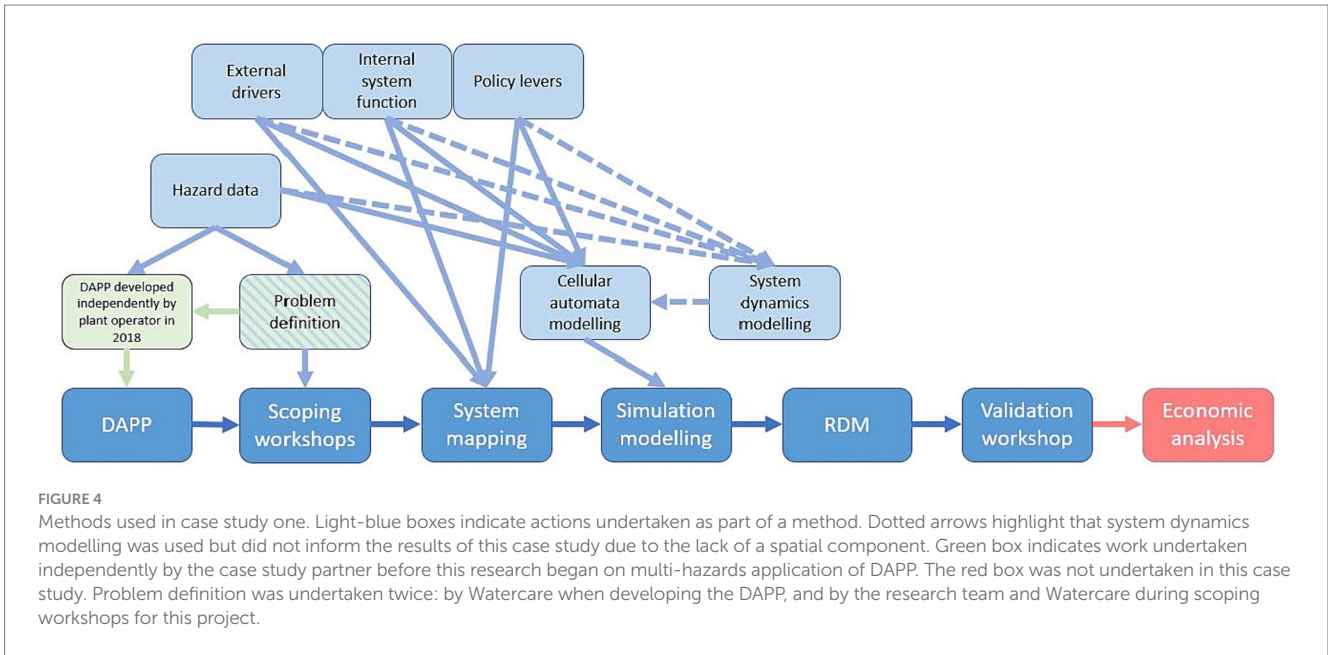 External
drivers
Internal
system
function
Policy levers
Hazard data
DAPP developed
independently by
plant operator in
2018
Problem
definition
Cellular
automata
modelling
System
dynamics
modelling
DAPP
Scoping
workshops
System
mapping
Simulation
modelling
RDM
Validation
workshop
Economic
analysis
FIGURE 4
Methods used in case study one. Light-blue boxes indicate actions undertaken as part of a method. Dotted arrows highlight that system dynamics
modelling was used but did not inform the results of this case study due to the lack of a spatial component. Green box indicates work undertaken
independently by the case study partner before this research began on multi-hazards application of DAPP. The red box was not undertaken in this case
study. Problem definition was undertaken twice: by Watercare when developing the DAPP, and by the research team and Watercare during scoping
workshops for this project.